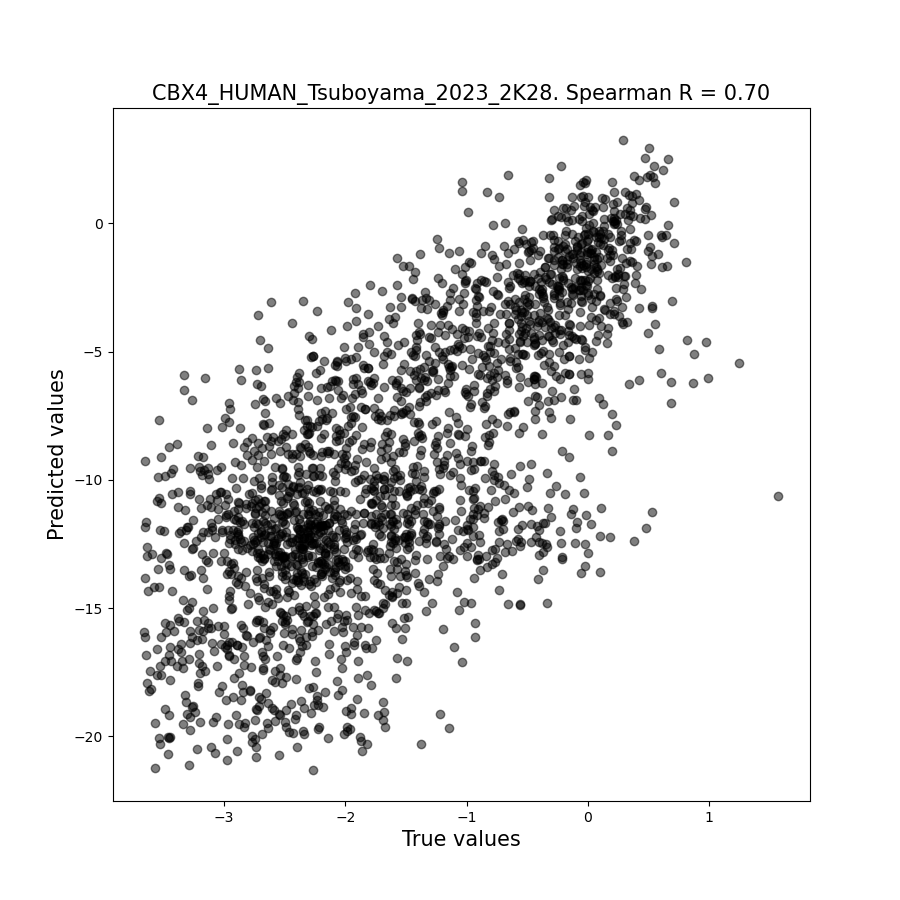 CBX4_HUMAN_Tsuboyama_2023_2K28. Spearman R = 0.70
Predicted values
0
−5
−10
−15
−20
−3 −2 −1 0 1
True values